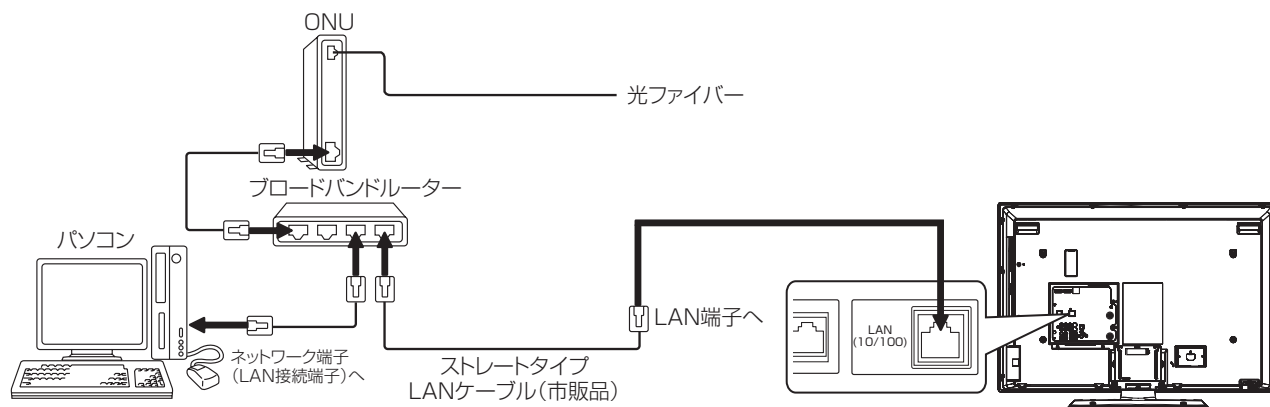 ONU
光ファイバー
ブロードバンドルーター
パソコン
LAN端子へ
LAN
(10/100)
ネットワーク端子
(LAN接続端子)へ
ストレートタイプ
LANケーブル(市販品)